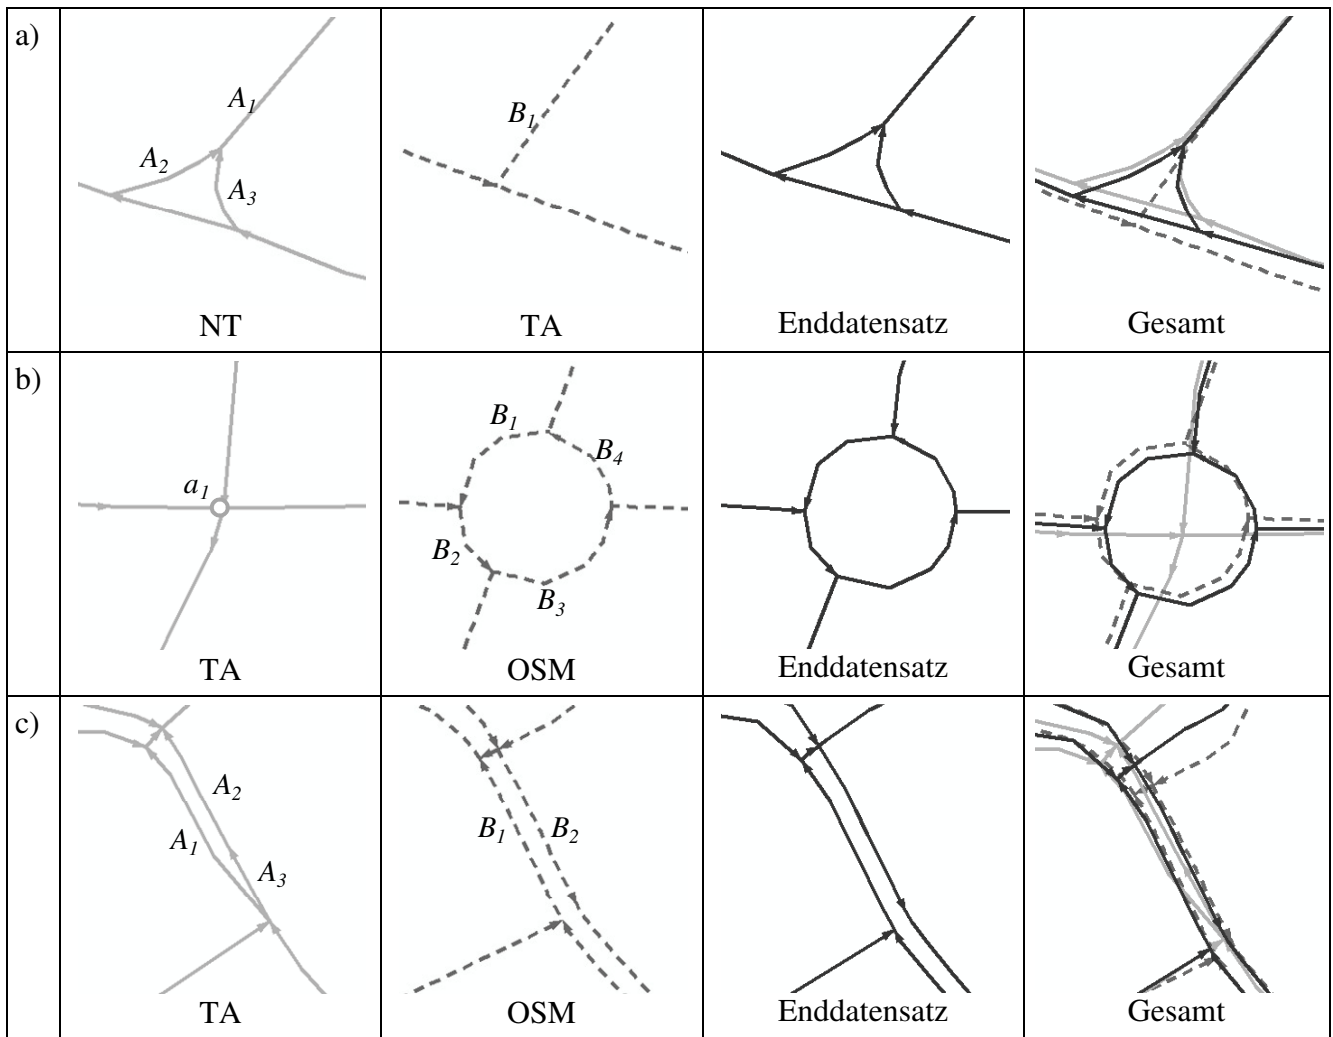 a)
A1
A2
A3
NT
B1
TA
Enddatensatz
Gesamt
b)
a1
TA
B1
B4
B2
B3
OSM
Enddatensatz
Gesamt
c)
A2
A1
A3
TA
B1 B2
OSM
Enddatensatz
Gesamt